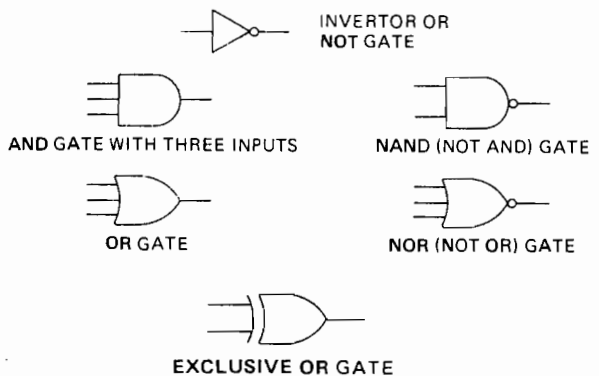 INVERTOR OR
NOT GATE
AND GATE WITH THREE INPUTS
NAND (NOT AND) GATE
OR GATE
NOR (NOT OR) GATE
EXCLUSIVE OR GATE